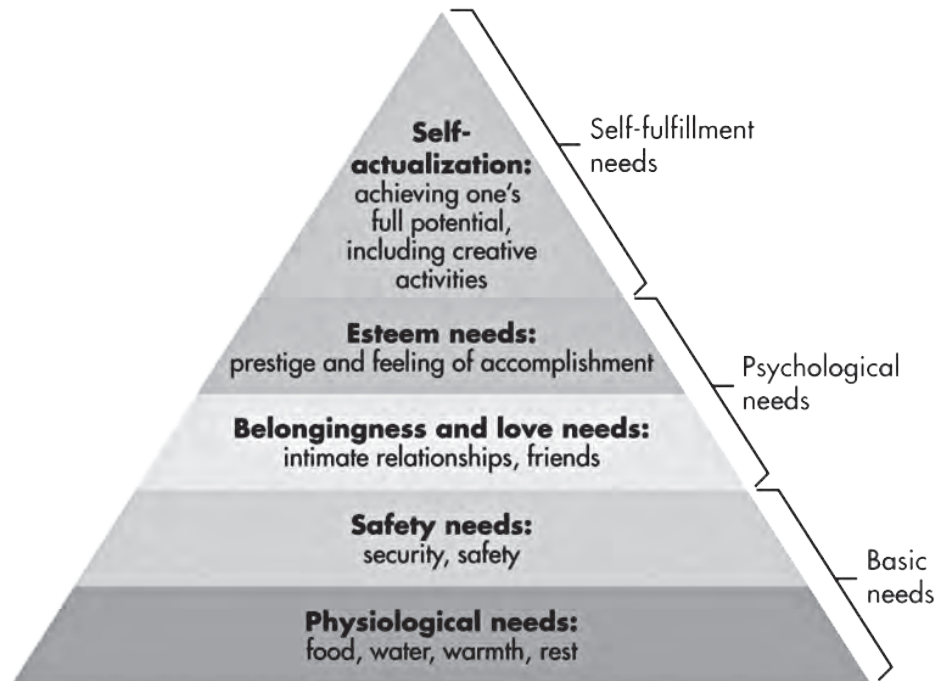 Self-
actualization:
achieving one's
full potential,
including creative
activities
Esteem needs:
prestige and feeling of accomplishment
Belongingness and love needs:
intimate relationships, friends
Safety needs:
security, safety
Physiological needs:
food, water, warmth, rest
Self-fulfillment
needs
Psychological
needs
Basic
needs